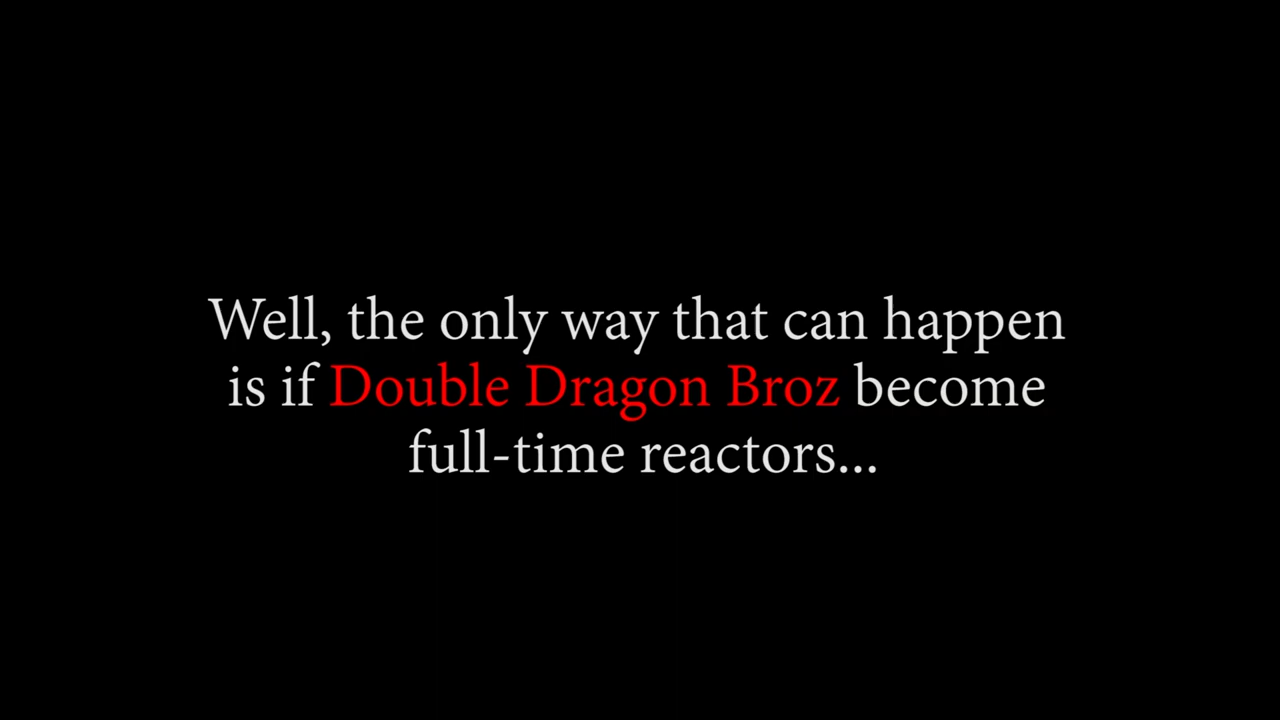 Well, the only way that can happen
is if Double Dragon Broz become
full-time reactors...